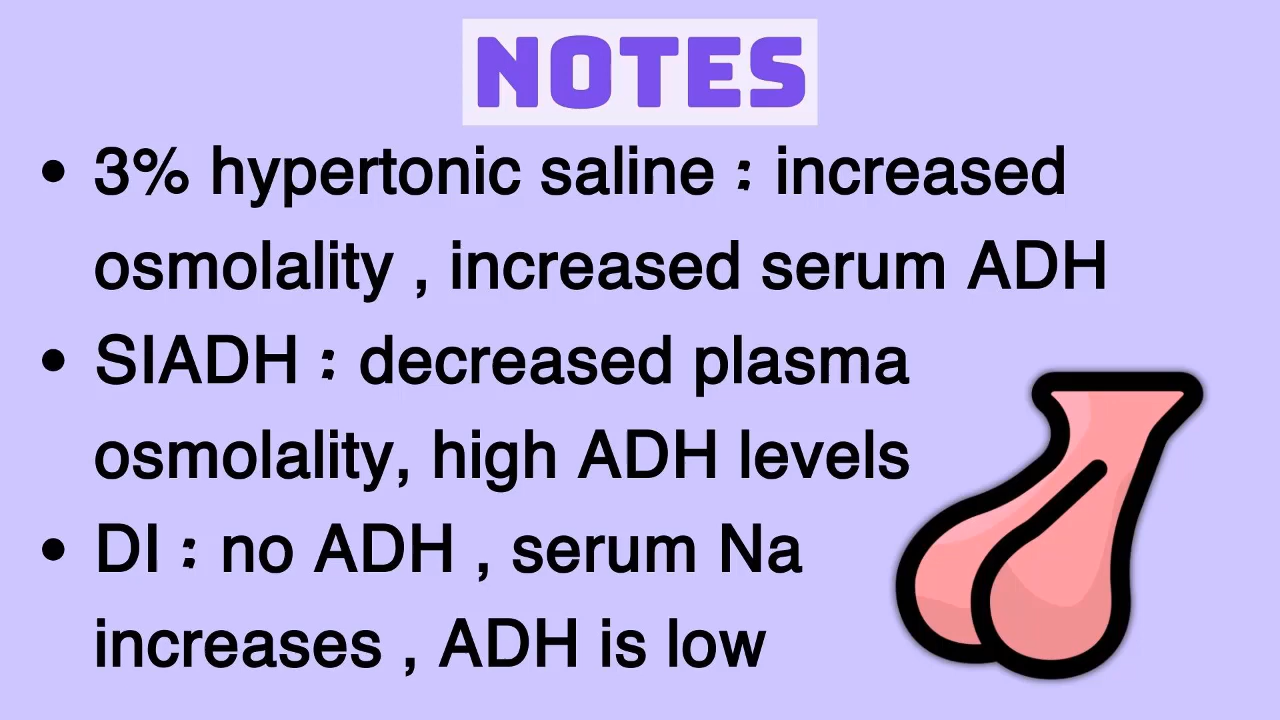 NOTES
• 3% hypertonic saline : increased
osmolality , increased serum ADH
• SIADH : decreased plasma
osmolality, high ADH levels
• DI : no ADH , serum Na
increases , ADH is low